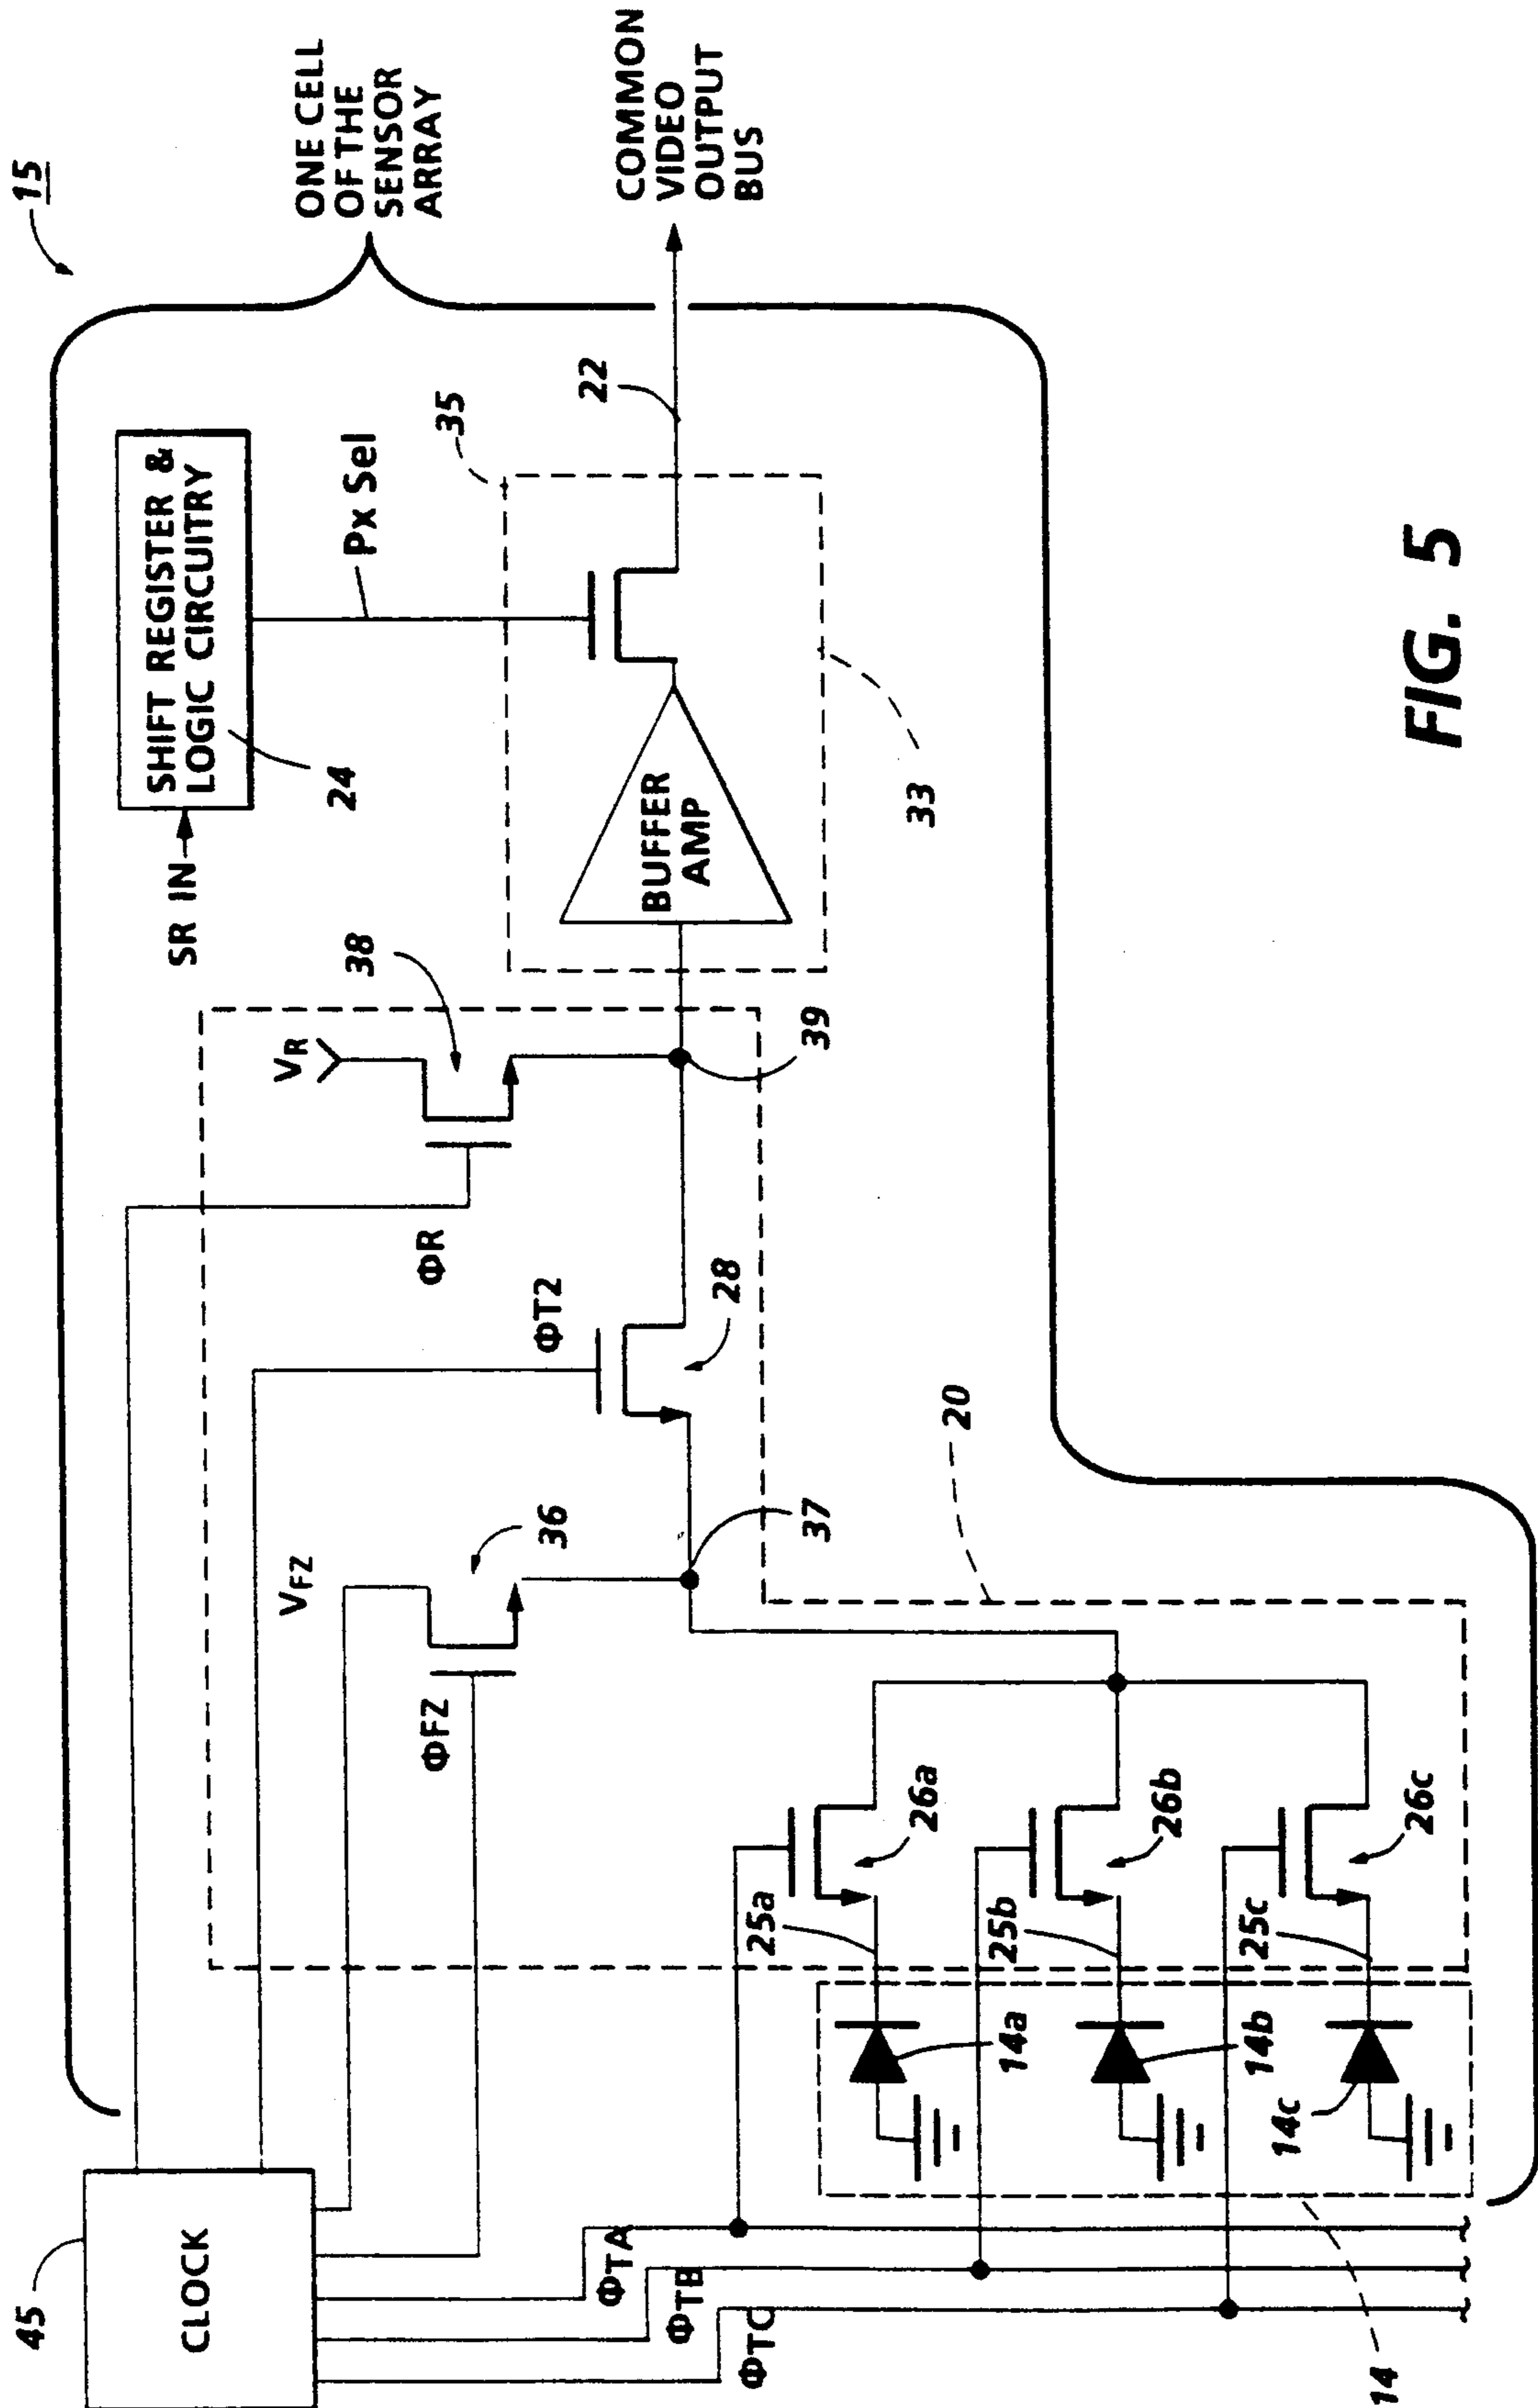 15
ONE CELL
OF THE
SENSOR
ARRAY
45
CLOCK
SHIFT REGISTER &
LOGIC CIRCUITRY
24
SR IN
Px Sel
35
22
COMMON
VIDEO
OUTPUT
BUS
BUFFER
AMP
33
VR
38
ΦR
39
ΦT2
28
VFZ
36
ΦFZ
37
20
26a
25a
14a
26b
25b
14b
26c
25c
14c
ΦTA
ΦTB
ΦTC
14
FIG. 5